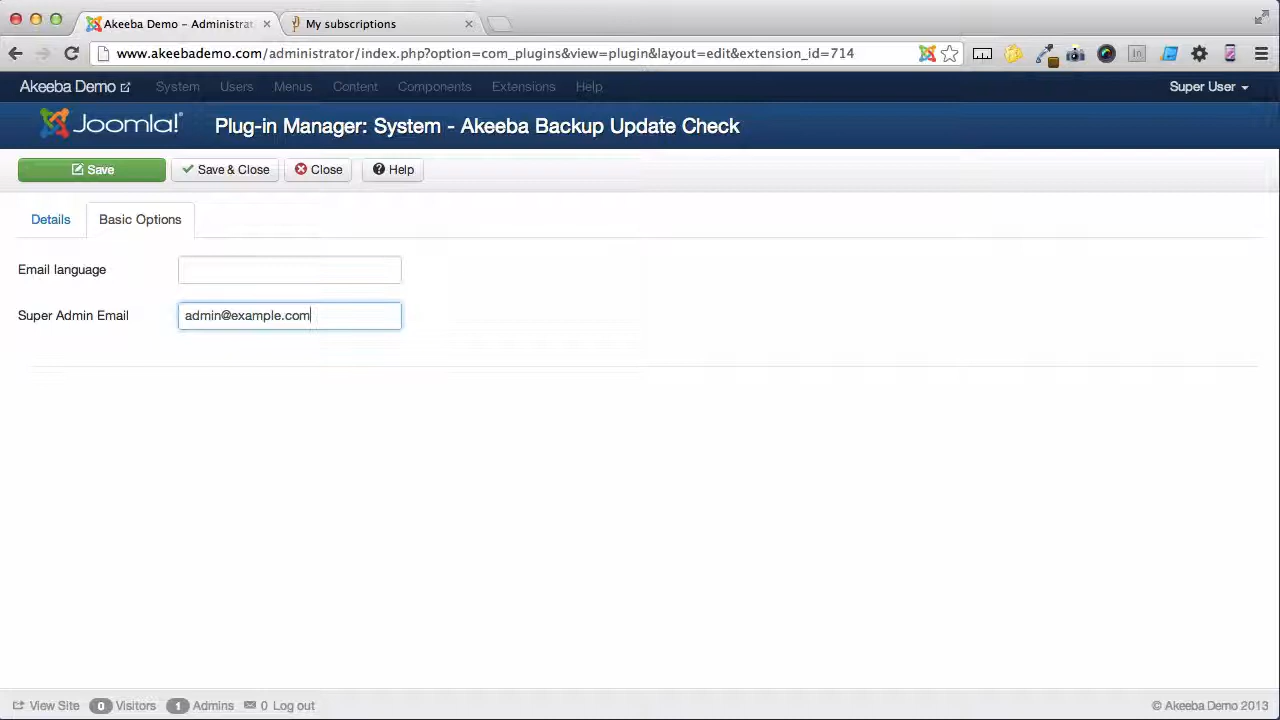 Akeeba Demo – Administrat
My subscriptions
www.akeebademo.com/administrator/index.php?option=com_plugins&view=plugin&layout=edit&extension_id=714
Akeeba Demo System Users Menus Content Components Extensions Help Super User
Joomla! Plug-in Manager: System - Akeeba Backup Update Check
Save Save & Close Close Help
Details Basic Options
Email language
Super Admin Email admin@example.com
View Site 0 Visitors 1 Admins 0 Log out © Akeeba Demo 2013